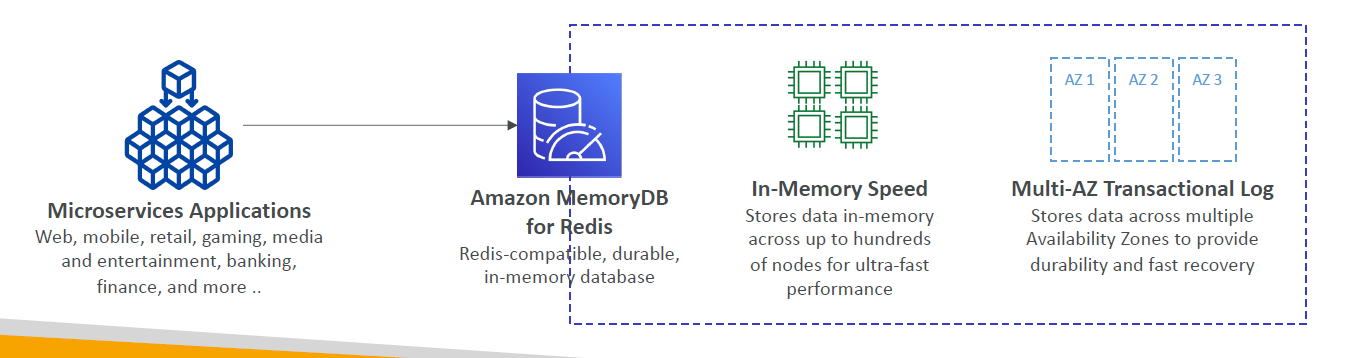 Microservices Applications
Web, mobile, retail, gaming, media
and entertainment, banking,
finance, and more ..
Amazon MemoryDB
for Redis
Redis-compatible, durable,
in-memory database
In-Memory Speed
Stores data in-memory
across up to hundreds
of nodes for ultra-fast
performance
AZ 1
AZ 2
AZ 3
Multi-AZ Transactional Log
Stores data across multiple
Availability Zones to provide
durability and fast recovery